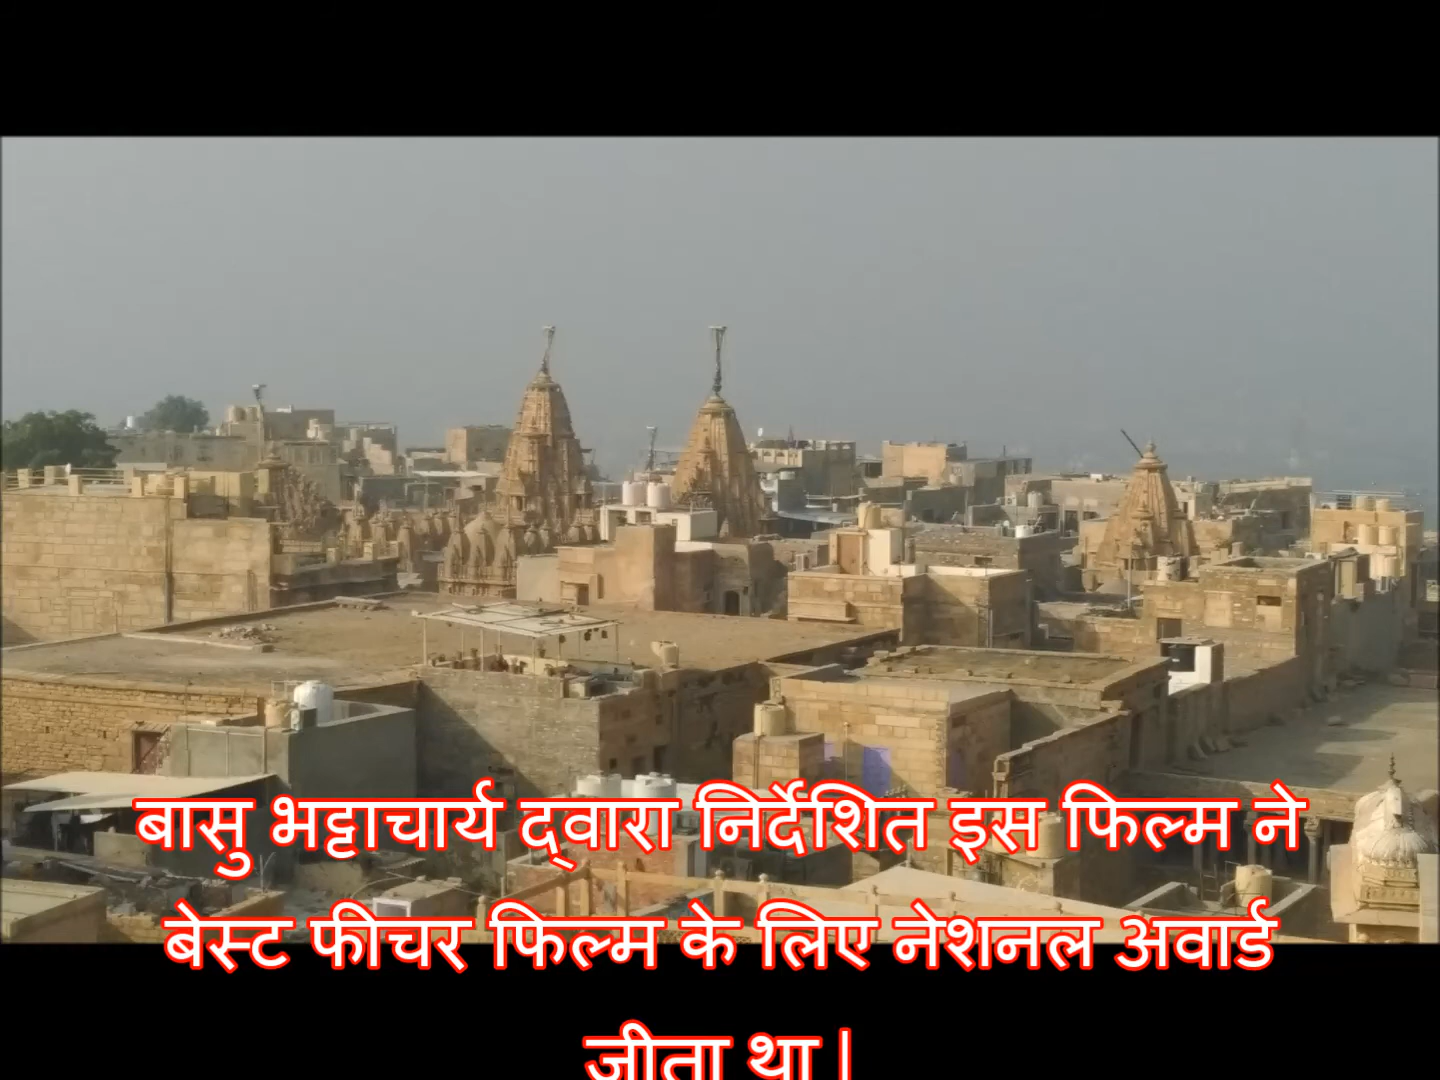 बासु भट्टाचार्य द्वारा निर्देशित इस फिल्म ने
बेस्ट फीचर फिल्म के लिए नेशनल अवार्ड
जीता था |